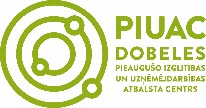 PIUAC
DOBELES
PIEAUGUŠO IZGLĪTĪBAS
UN UZŅĒMĒJDARBĪBAS
ATBALSTA CENTRS